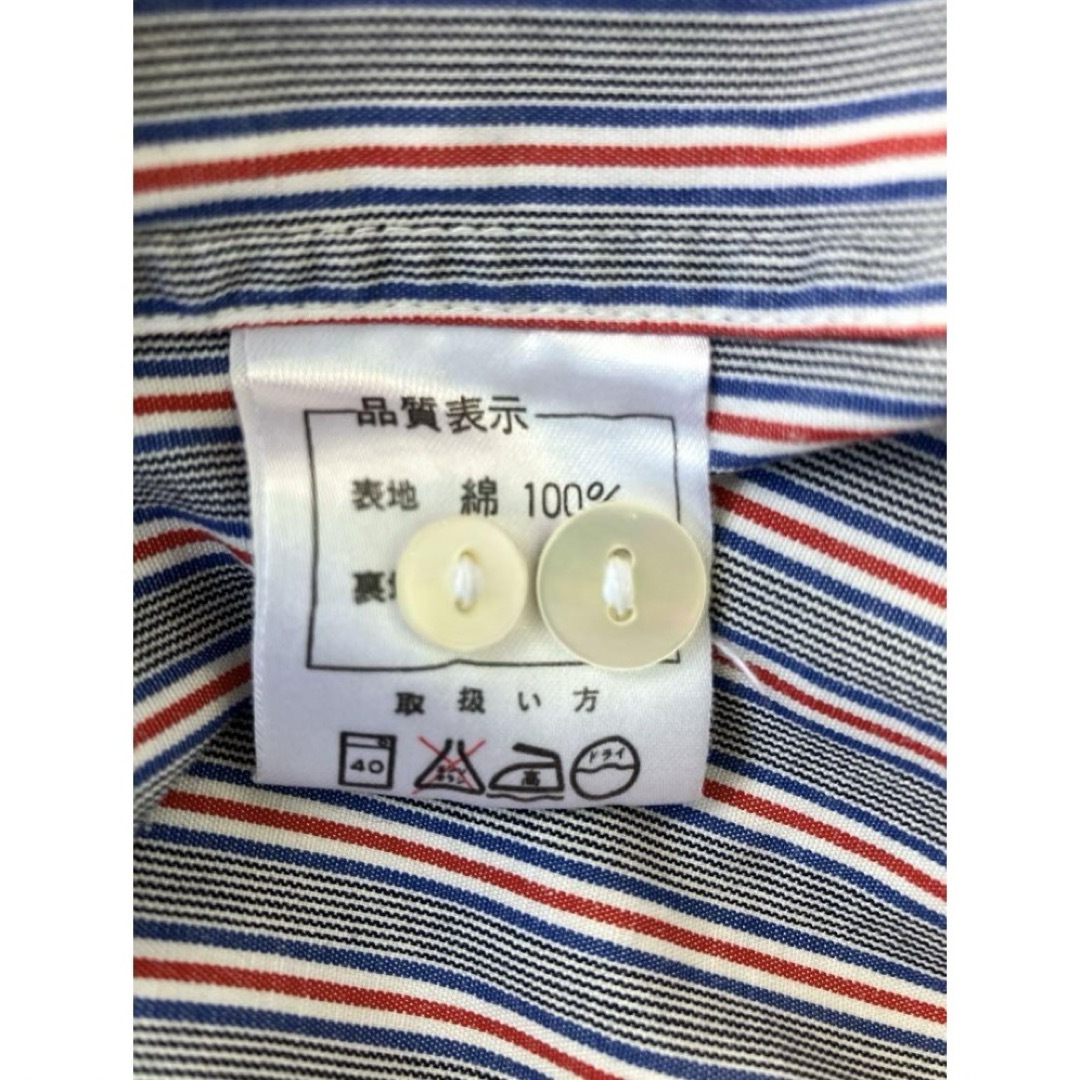 品質表示
表地 綿 100%
裏
取扱い方
40 高 ドライ